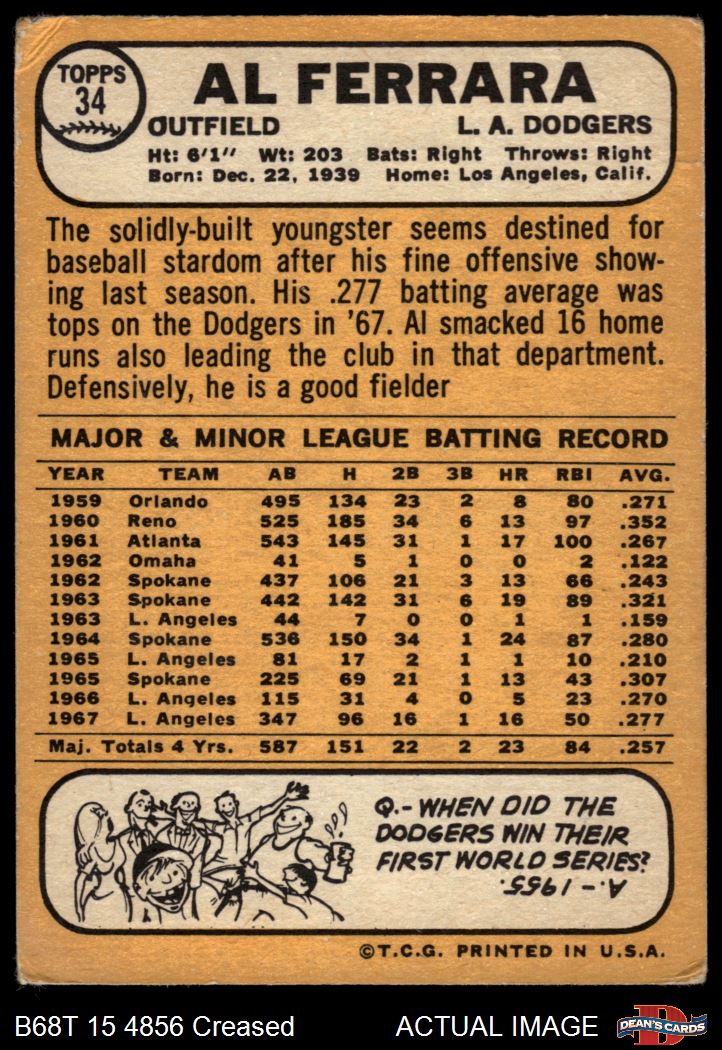 TOPPS
34
AL FERRARA
OUTFIELD L. A. DODGERS
Ht: 6'1" Wt: 203 Bats: Right Throws: Right
Born: Dec. 22, 1939 Home: Los Angeles, Calif.
The solidly-built youngster seems destined for
baseball stardom after his fine offensive show-
ing last season. His .277 batting average was
tops on the Dodgers in '67. Al smacked 16 home
runs also leading the club in that department.
Defensively, he is a good fielder
MAJOR & MINOR LEAGUE BATTING RECORD
YEAR TEAM AB H 2B 3B HR RBI AVG.
1959 Orlando 495 134 23 2 8 80 .271
1960 Reno 525 185 34 6 13 97 .352
1961 Atlanta 543 145 31 1 17 100 .267
1962 Omaha 41 5 1 0 0 2 .122
1962 Spokane 437 106 21 3 13 66 .243
1963 Spokane 442 142 31 6 19 89 .321
1963 L. Angeles 44 7 0 0 1 1 .159
1964 Spokane 536 150 34 1 24 87 .280
1965 L. Angeles 81 17 2 1 1 10 .210
1965 Spokane 225 69 21 1 13 43 .307
1966 L. Angeles 115 31 4 0 5 23 .270
1967 L. Angeles 347 96 16 1 16 50 .277
Maj. Totals 4 Yrs. 587 151 22 2 23 84 .257
Q.- WHEN DID THE
DODGERS WIN THEIR
FIRST WORLD SERIES?
A.- 1955.
©T.C.G. PRINTED IN U.S.A.
B68T 15 4856 Creased ACTUAL IMAGE
DEAN'S CARDS